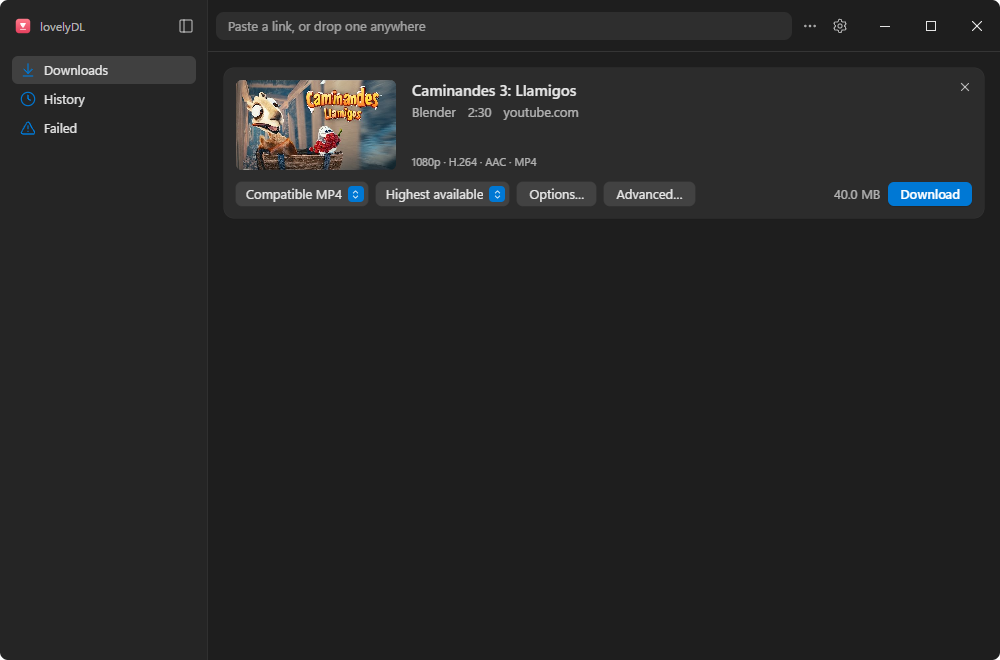 lovelyDL
Paste a link, or drop one anywhere
Downloads
History
Failed
Caminandes
Llamigos
Caminandes 3: Llamigos
Blender 2:30 youtube.com
1080p · H.264 · AAC · MP4
Compatible MP4 Highest available Options... Advanced... 40.0 MB Download